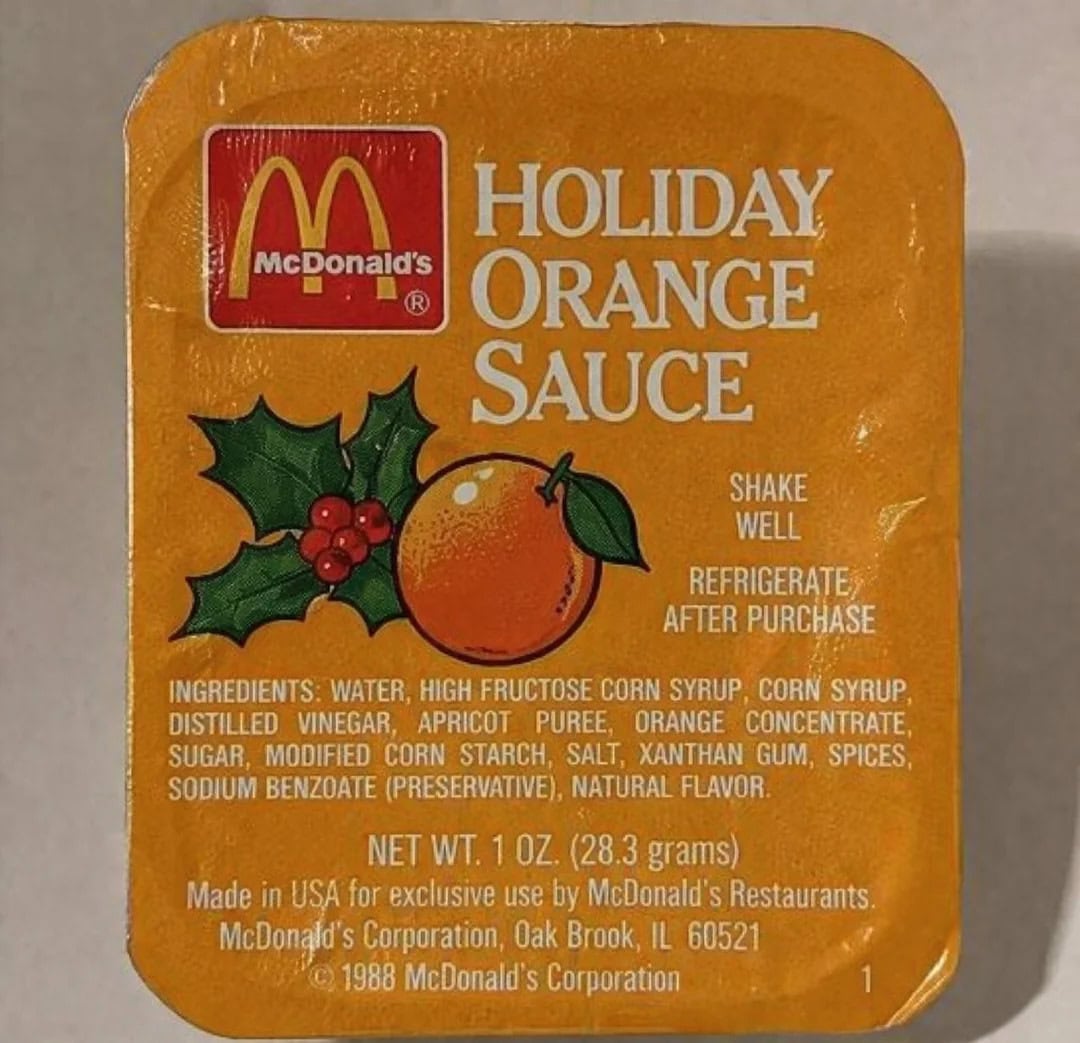 McDonald's
®
HOLIDAY
ORANGE
SAUCE
SHAKE
WELL
REFRIGERATE
AFTER PURCHASE
INGREDIENTS: WATER, HIGH FRUCTOSE CORN SYRUP, CORN SYRUP,
DISTILLED VINEGAR, APRICOT PUREE, ORANGE CONCENTRATE,
SUGAR, MODIFIED CORN STARCH, SALT, XANTHAN GUM, SPICES,
SODIUM BENZOATE (PRESERVATIVE), NATURAL FLAVOR.
NET WT. 1 OZ. (28.3 grams)
Made in USA for exclusive use by McDonald's Restaurants.
McDonald's Corporation, Oak Brook, IL 60521
© 1988 McDonald's Corporation 1